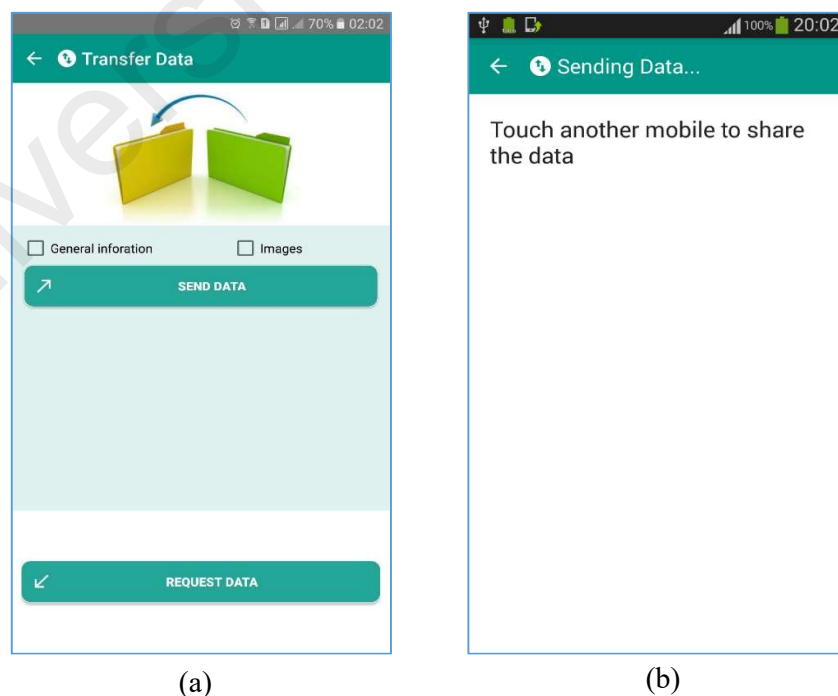 70% 02:02
Transfer Data
General inforation
Images
SEND DATA
REQUEST DATA
(a)
100% 20:02
Sending Data...
Touch another mobile to share
the data
(b)